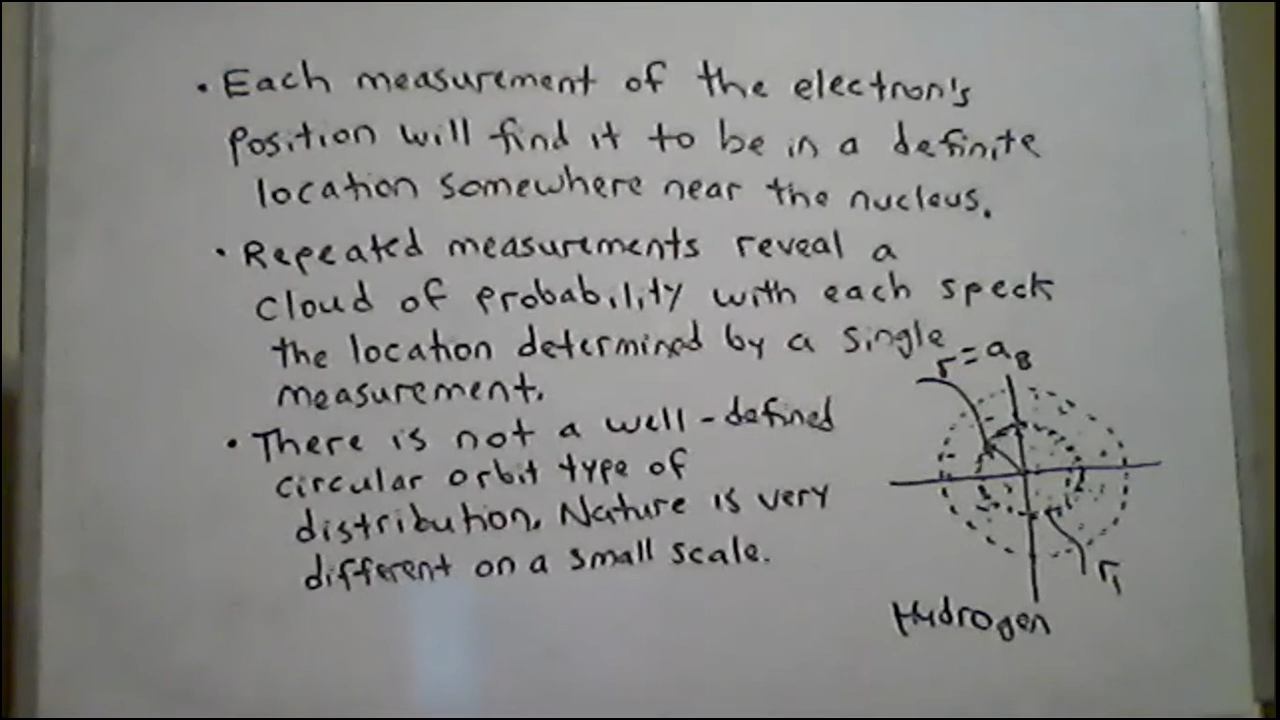 • Each measurement of the electron's
position will find it to be in a definite
location somewhere near the nucleus.
• Repeated measurements reveal a
cloud of probability with each speck
the location determined by a single
measurement.
• There is not a well-defined
circular orbit type of
distribution. Nature is very
different on a small scale.
r = a_B
r₁
Hydrogen